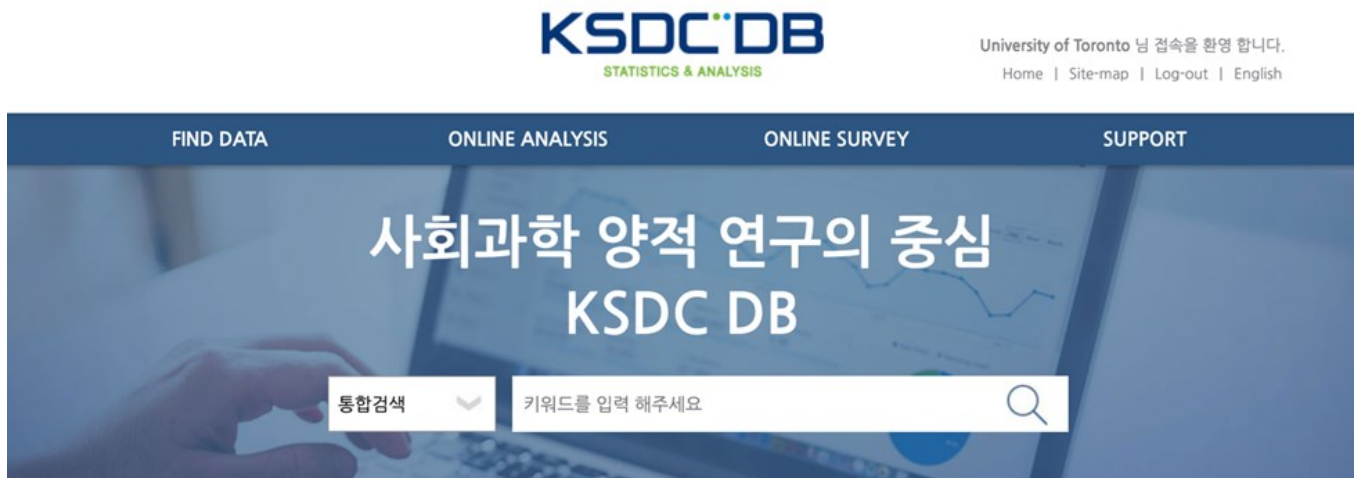 KSDC DB
STATISTICS & ANALYSIS
University of Toronto 님 접속을 환영 합니다.
Home | Site-map | Log-out | English
FIND DATA
ONLINE ANALYSIS
ONLINE SURVEY
SUPPORT
사회과학 양적 연구의 중심
KSDC DB
통합검색
키워드를 입력 해주세요